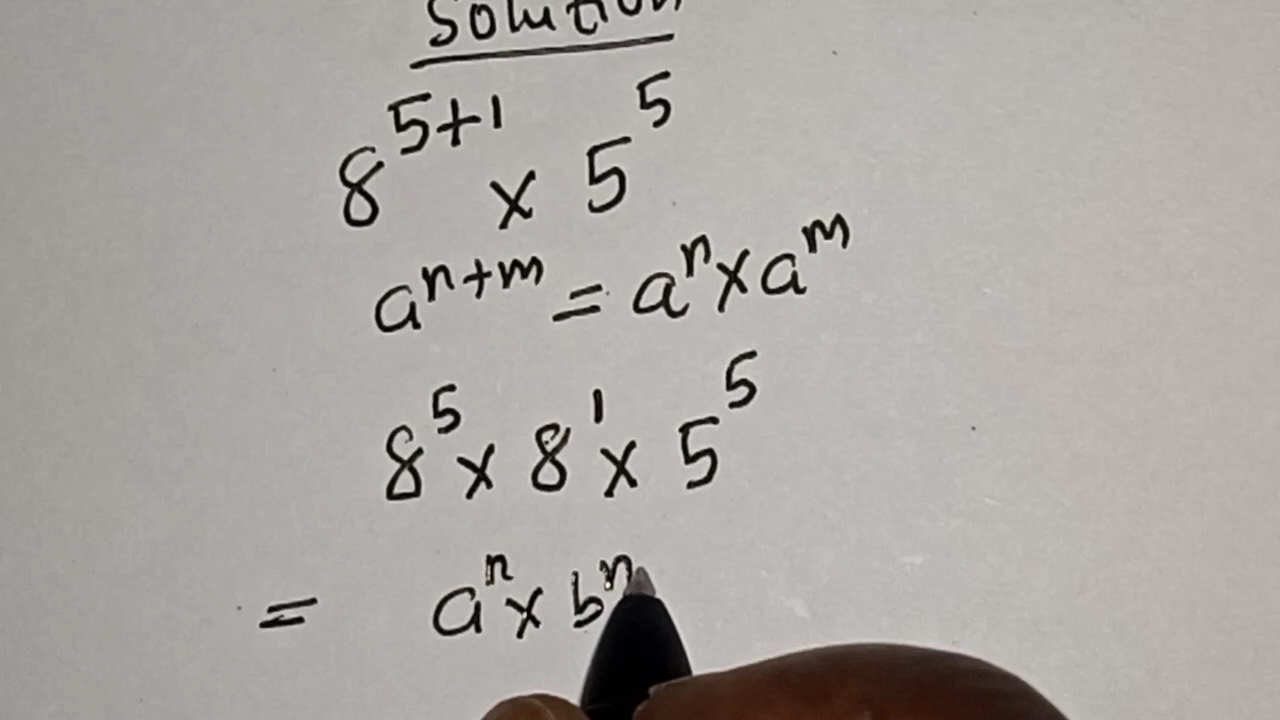 Solution
8^{5+1} × 5^5
a^{n+m} = a^n × a^m
8^5 × 8^1 × 5^5
= a^n × b^n